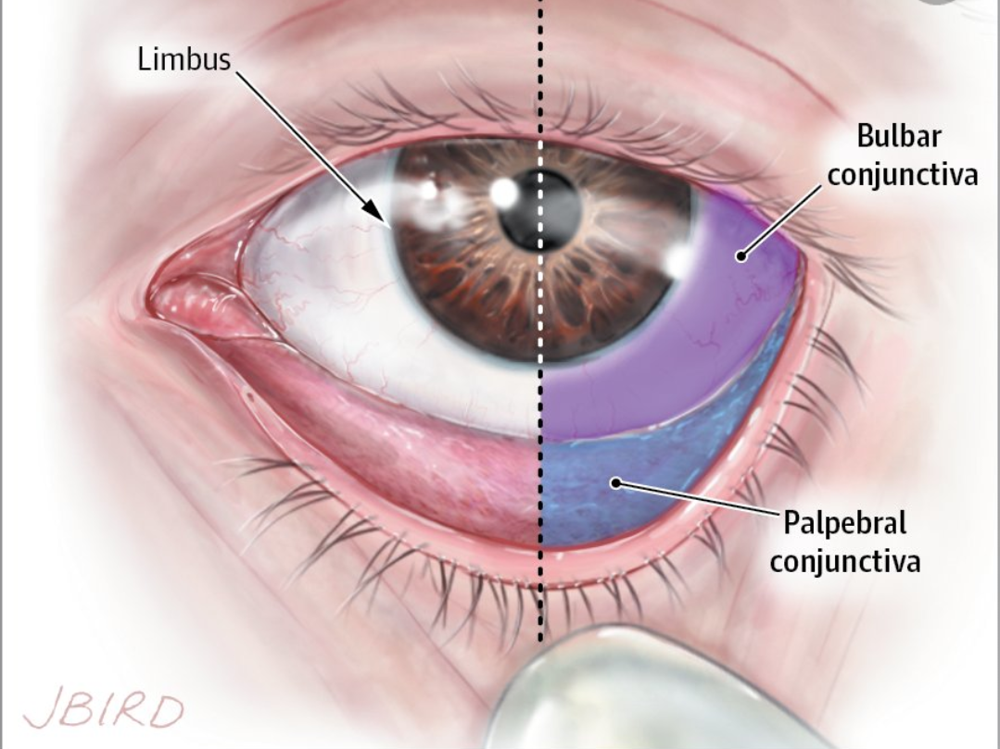 Limbus
Bulbar
conjunctiva
Palpebral
conjunctiva
JBIRD